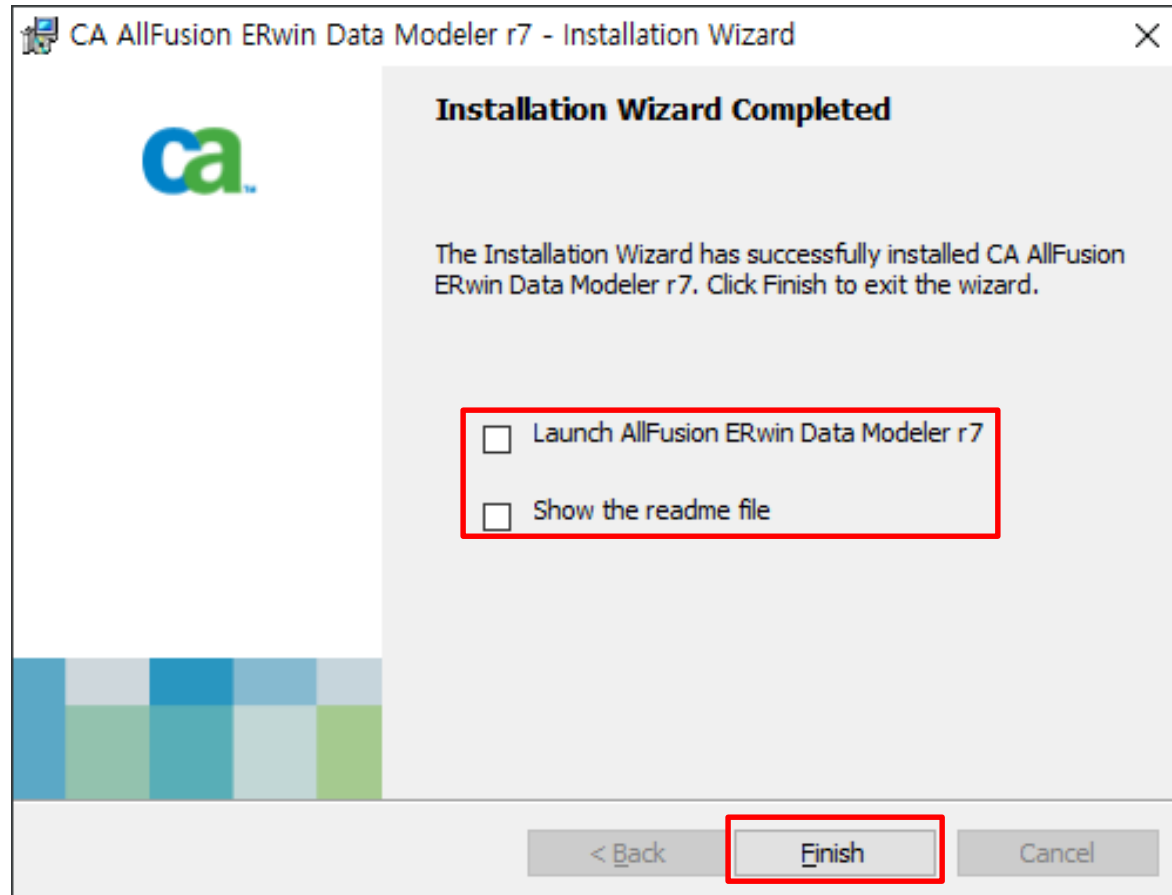 CA AllFusion ERwin Data Modeler r7 - Installation Wizard
ca
Installation Wizard Completed
The Installation Wizard has successfully installed CA AllFusion
ERwin Data Modeler r7. Click Finish to exit the wizard.
Launch AllFusion ERwin Data Modeler r7
Show the readme file
< Back
Finish
Cancel